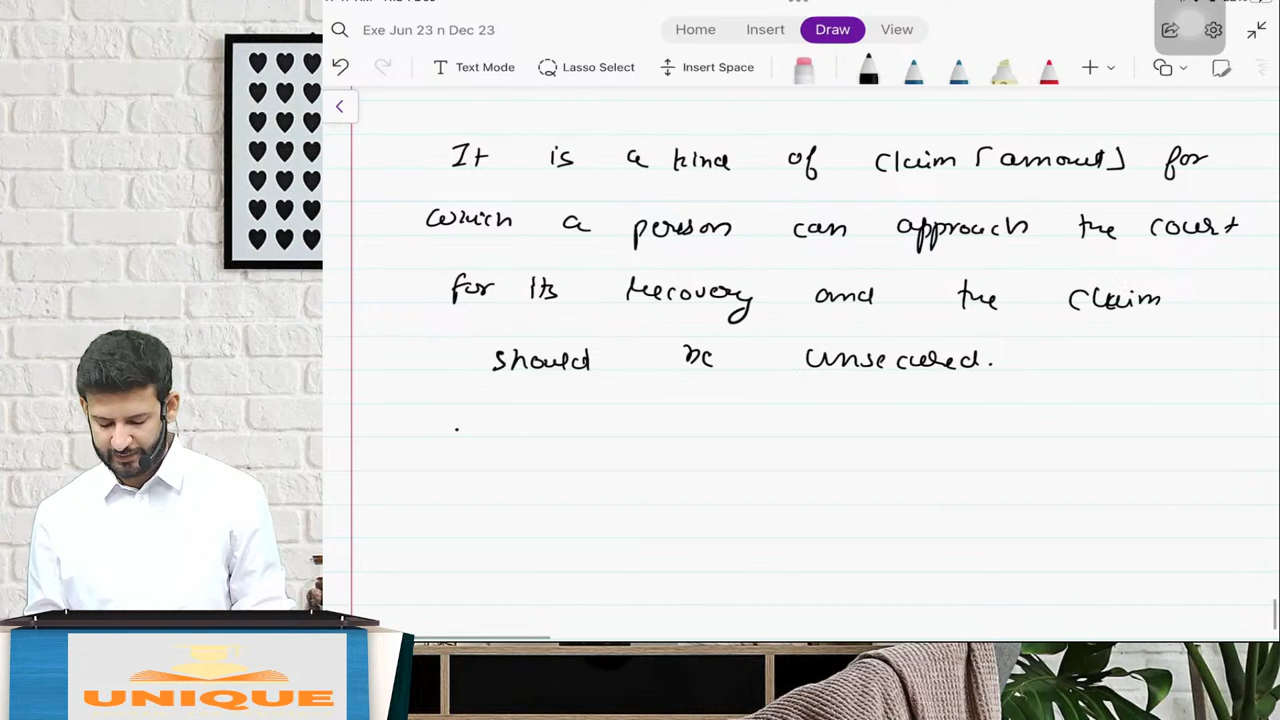 Exe Jun 23 n Dec 23
Home Insert Draw View
Text Mode Lasso Select Insert Space
It is a kind of claim [amount] for
which a person can approach the court
for its recovery and the claim
should be unsecured.
UNIQUE